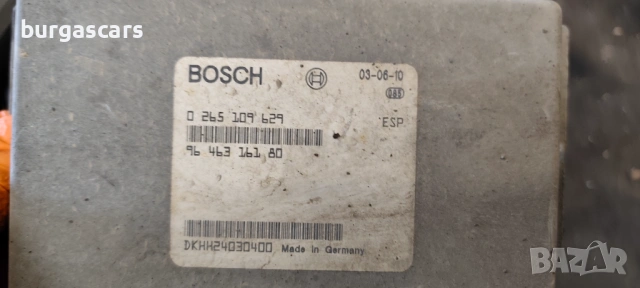 burgascars
BOSCH
03-06-10
0 265 109 629
ESP
96 463 161 80
DKHH24030400 Made in Germany
BAZAR